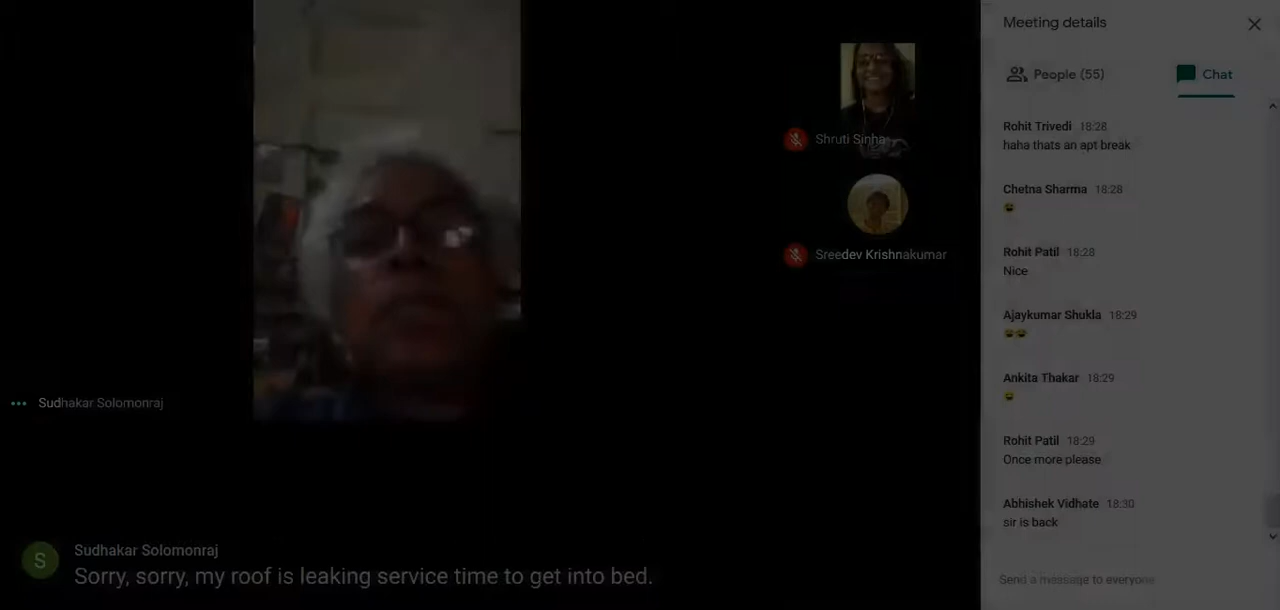 Meeting details
People (55)
Chat
Rohit Trivedi 18:28
haha thats an apt break
Chetna Sharma 18:28
Rohit Patil 18:28
Nice
Ajaykumar Shukla 18:29
Ankita Thakar 18:29
Rohit Patil 18:29
Once more please
Abhishek Vidhate 18:30
sir is back
Send a message to everyone
Shruti Sinha
Sreedev Krishnakumar
Sudhakar Solomonraj
S
Sudhakar Solomonraj
Sorry, sorry, my roof is leaking service time to get into bed.